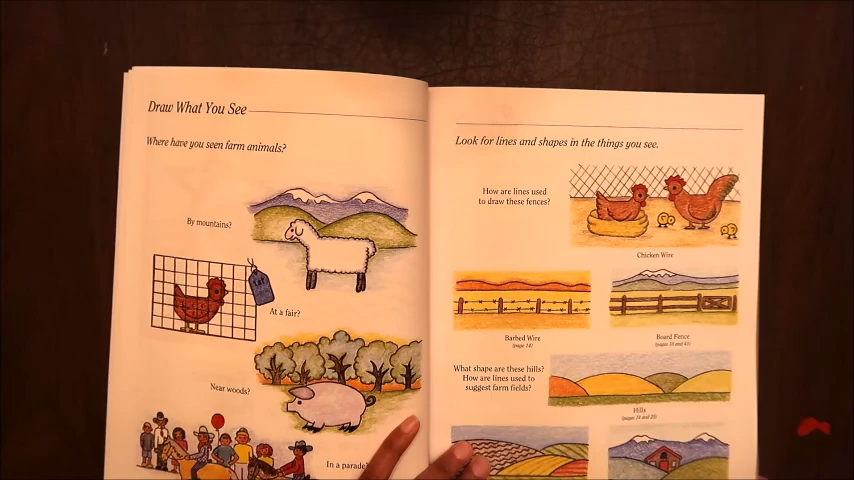 Draw What You See
Where have you seen farm animals?
By mountains?
At a fair?
Near woods?
In a parade?
Look for lines and shapes in the things you see.
How are lines used
to draw these fences?
Chicken Wire
Barbed Wire
(page 14)
Board Fence
What shape are these hills?
How are lines used to
suggest farm fields?
Hills